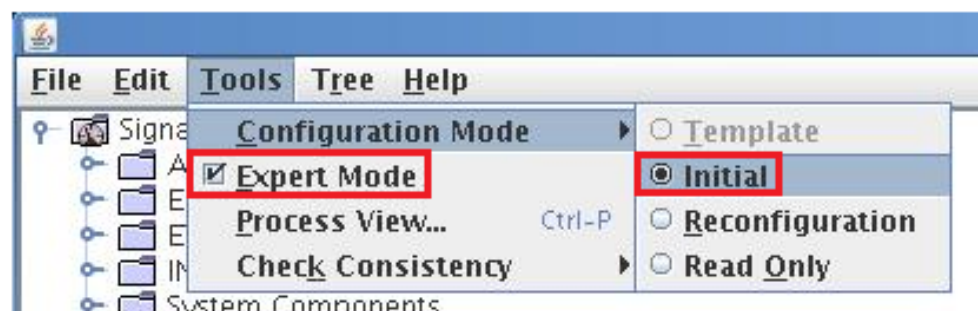 File Edit Tools Tree Help
Signa
Configuration Mode
Template
A
Expert Mode
Initial
E
Process View... Ctrl-P
Reconfiguration
E
Check Consistency
Read Only
IN
System Components